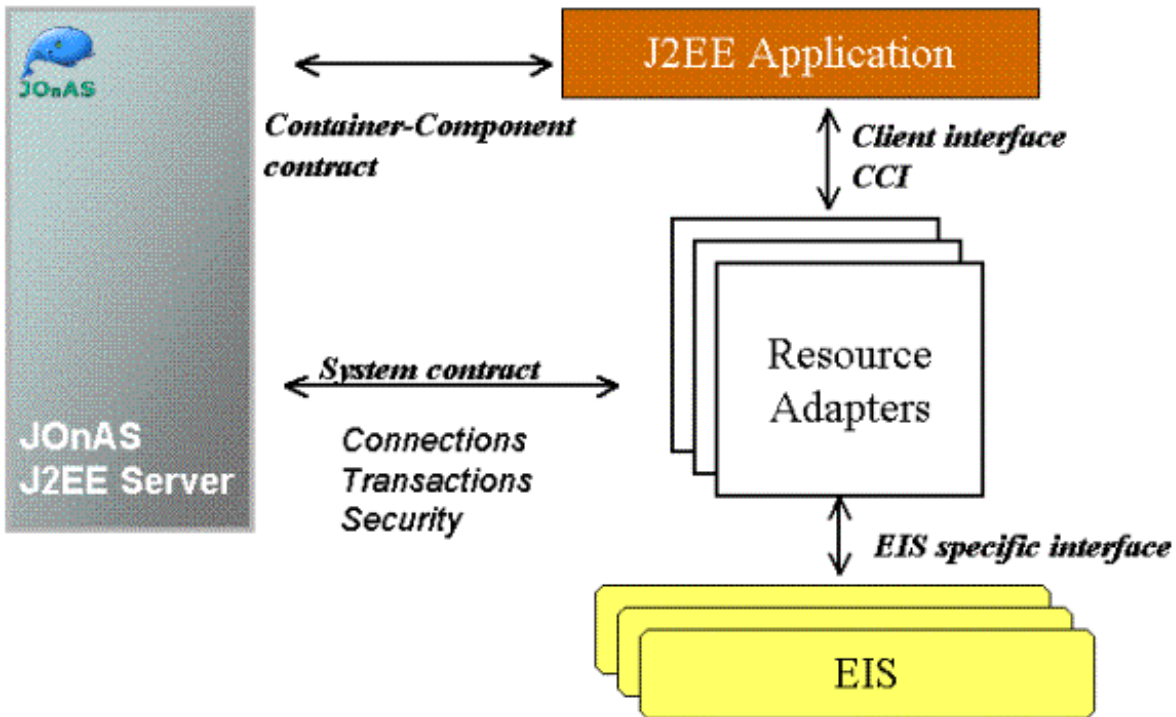 JOnAS
J2EE Application
Container-Component
contract
Client interface
CCI
System contract
Connections
Transactions
Security
Resource
Adapters
JOnAS
J2EE Server
EIS specific interface
EIS